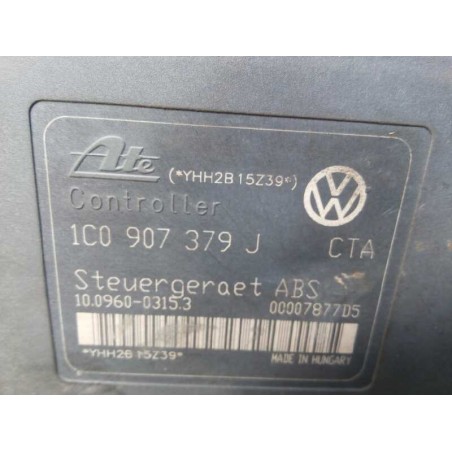 Ate (*YHH2B15Z39*)
Controller
1C0 907 379 J CTA
Steuergeraet ABS
10.0960-0315.3 00007877D5
*YHH2B15Z39* MADE IN HUNGARY